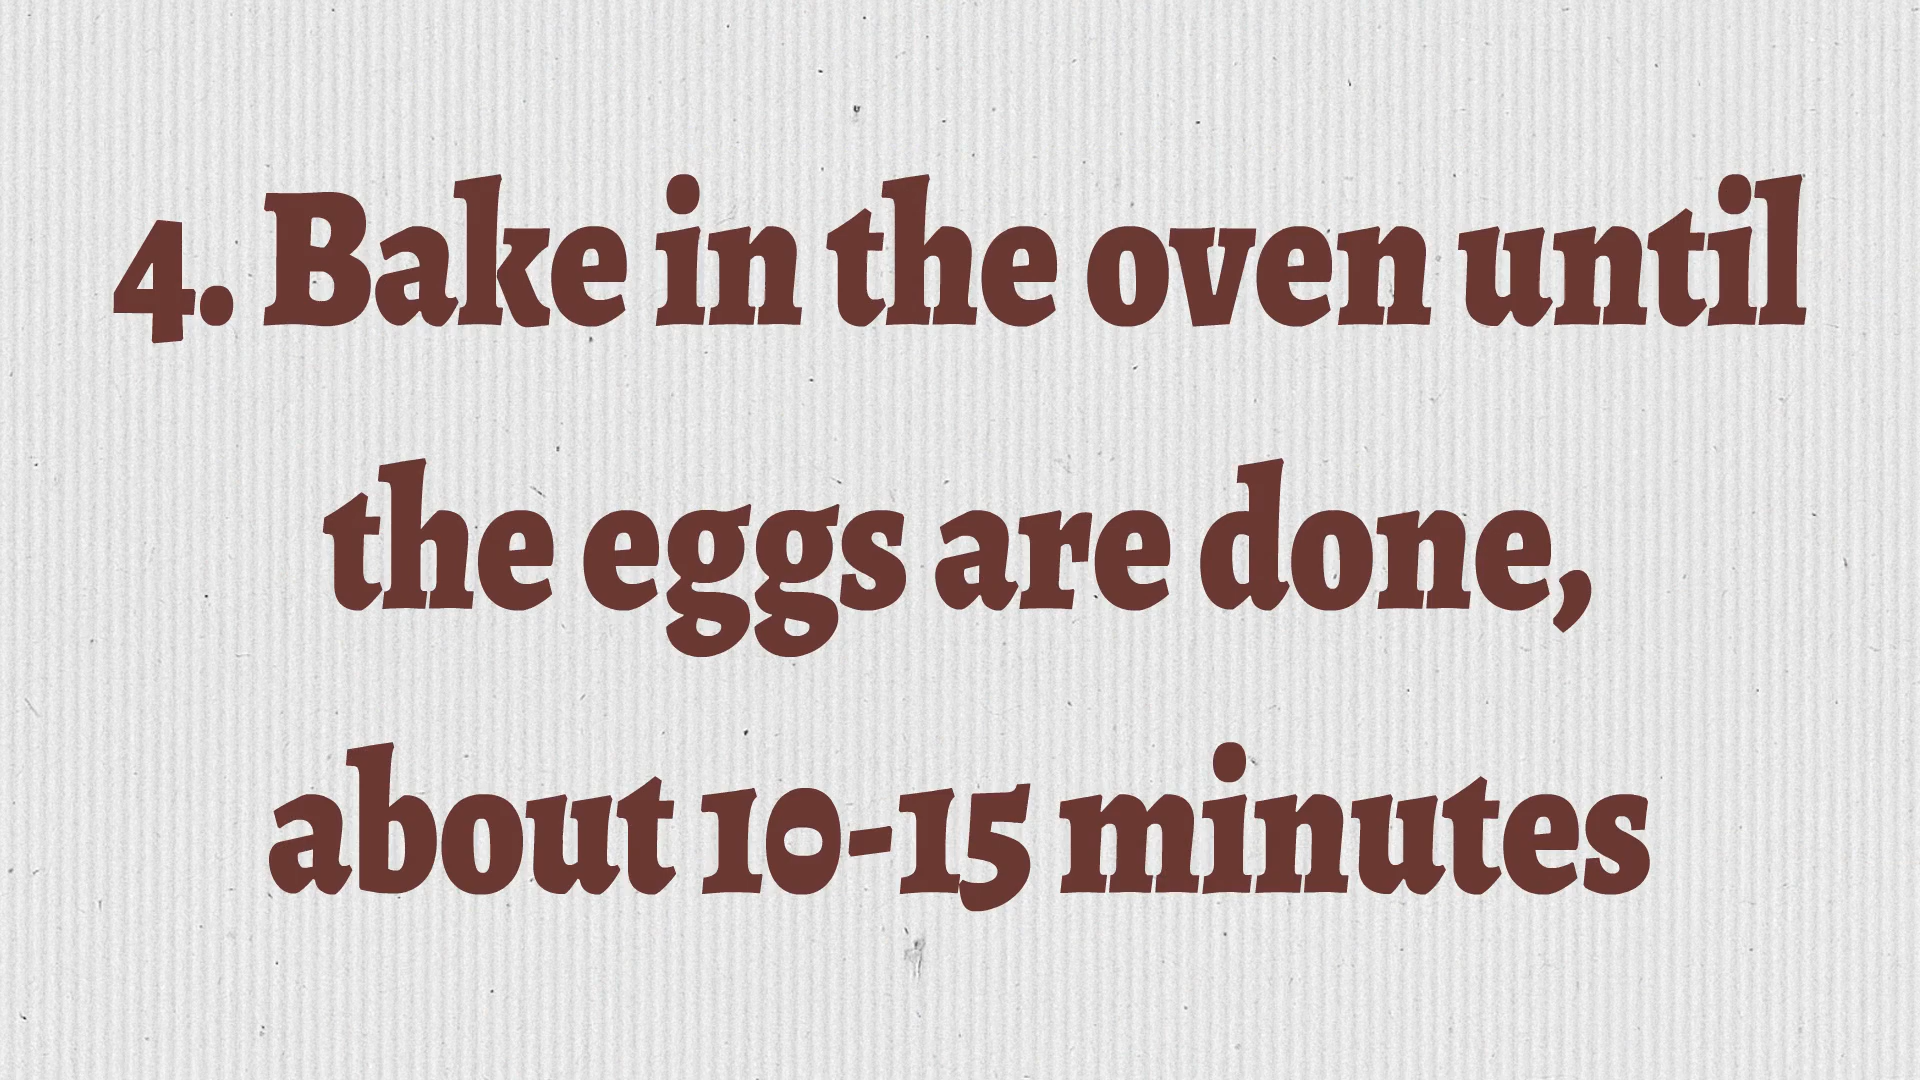 4. Bake in the oven until
the eggs are done,
about 10-15 minutes